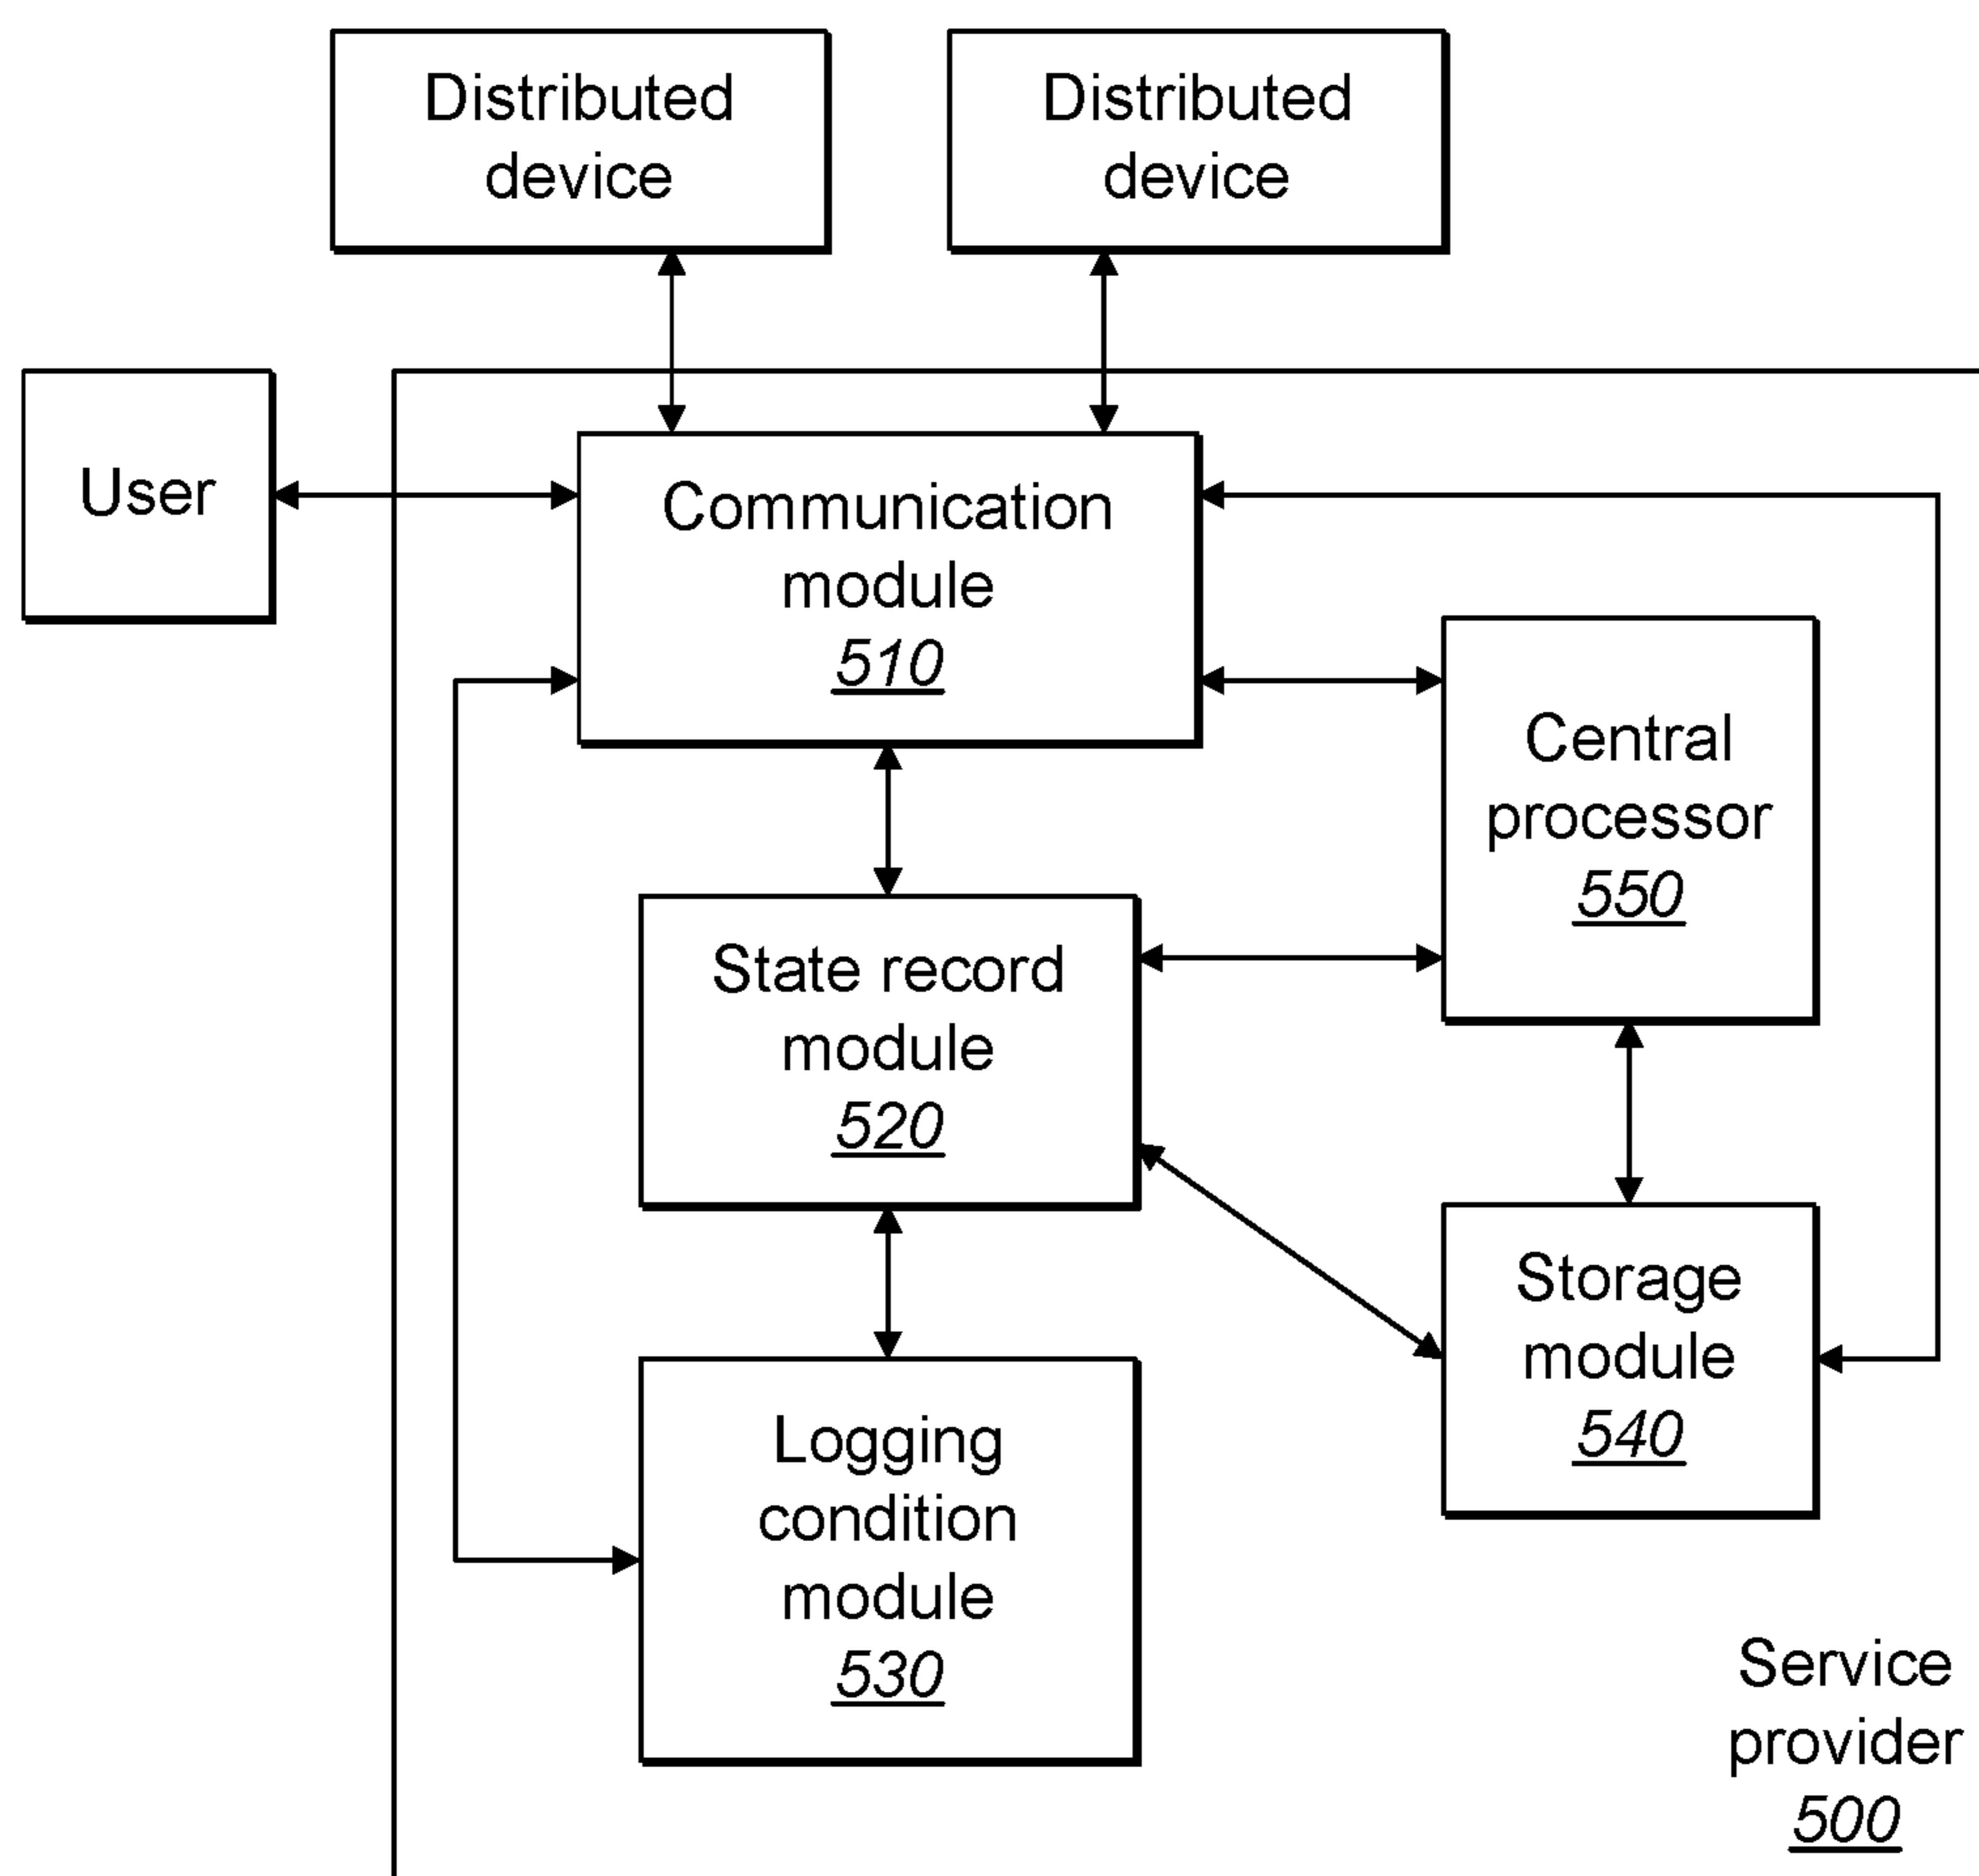 Distributed
device
Distributed
device
User
Communication
module
510
Central
processor
550
State record
module
520
Storage
module
540
Logging
condition
module
530
Service
provider
500